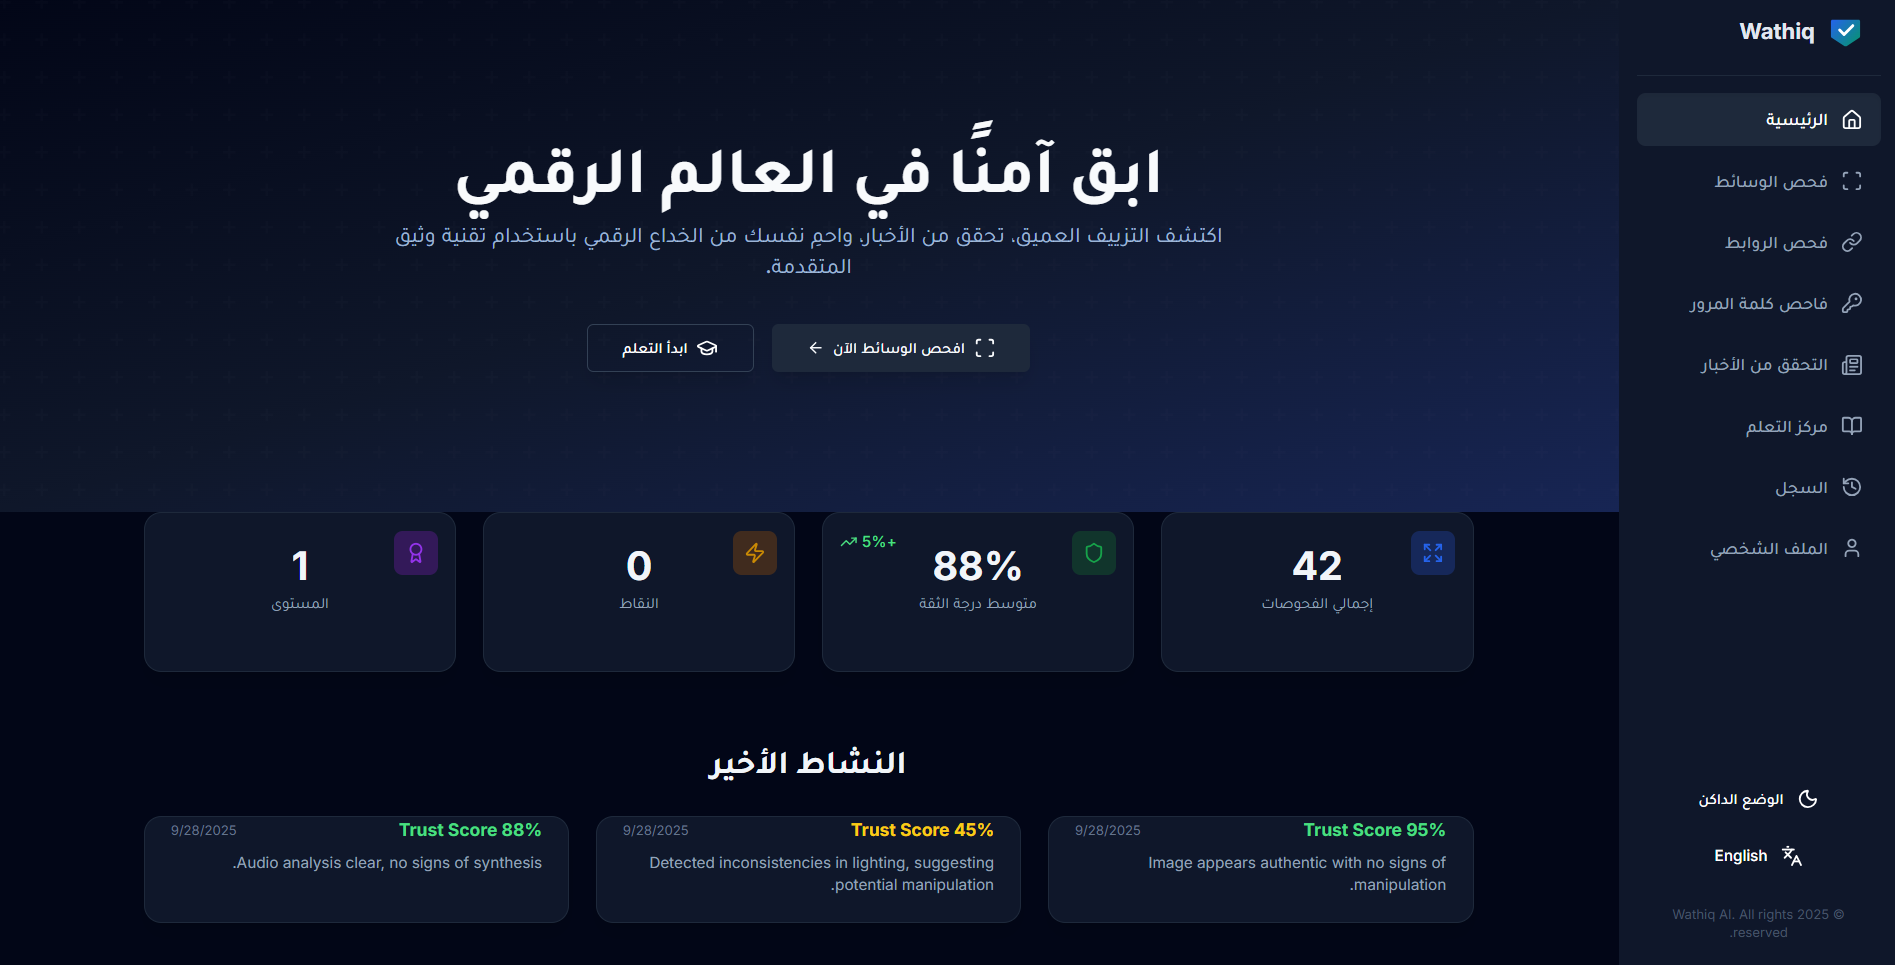 Wathiq
الرئيسية
فحص الوسائط
فحص الروابط
فاحص كلمة المرور
التحقق من الأخبار
مركز التعلم
السجل
الملف الشخصي
الوضع الداكن
English
© 2025 Wathiq AI. All rights
reserved.
ابق آمنًا في العالم الرقمي
اكتشف التزييف العميق، تحقق من الأخبار، واحمِ نفسك من الخداع الرقمي باستخدام تقنية وثيق
المتقدمة.
افحص الوسائط الآن ←
ابدأ التعلم
42
إجمالي الفحوصات
88%
+5%
متوسط درجة الثقة
0
النقاط
1
المستوى
النشاط الأخير
Trust Score 95%
9/28/2025
Image appears authentic with no signs of
manipulation.
Trust Score 45%
9/28/2025
Detected inconsistencies in lighting, suggesting
potential manipulation.
Trust Score 88%
9/28/2025
Audio analysis clear, no signs of synthesis.